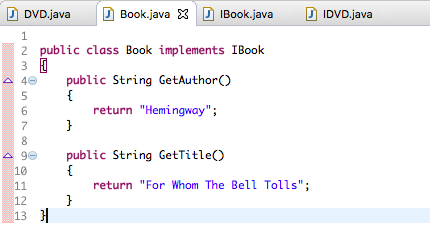 DVD.java Book.java IBook.java IDVD.java
1
2 public class Book implements IBook
3 {
4 public String GetAuthor()
5 {
6 return "Hemingway";
7 }
8
9 public String GetTitle()
10 {
11 return "For Whom The Bell Tolls";
12 }
13 }